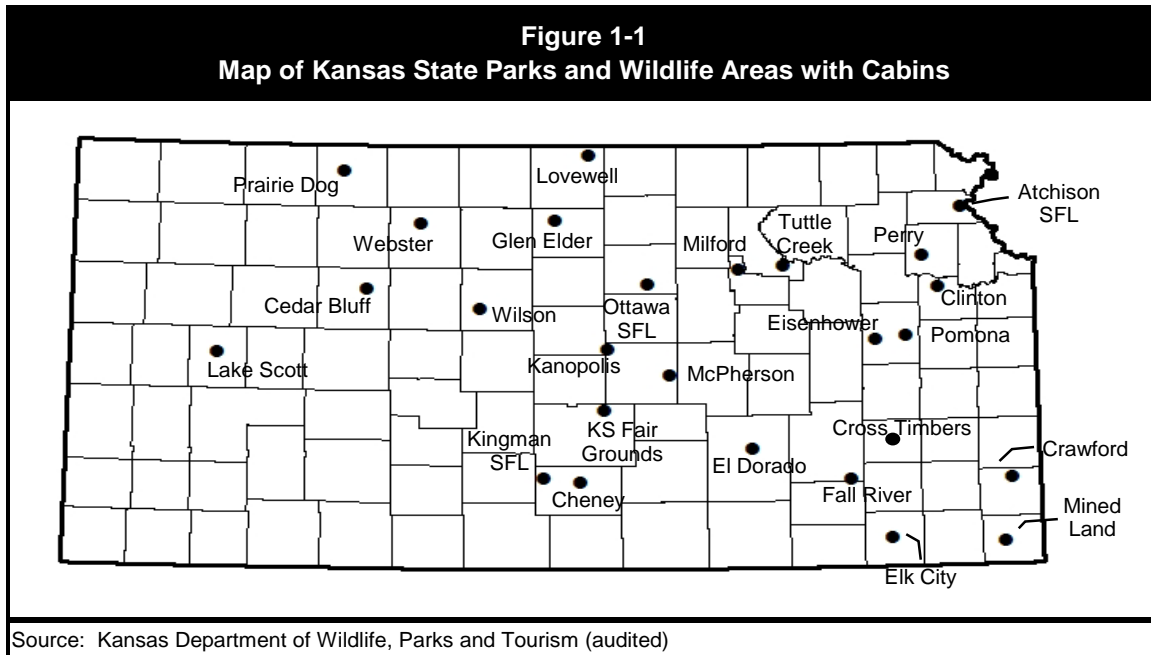 Figure 1-1
Map of Kansas State Parks and Wildlife Areas with Cabins
Prairie Dog
Lovewell
Atchison
SFL
Webster
Glen Elder
Milford
Tuttle
Creek
Perry
Cedar Bluff
Wilson
Ottawa
SFL
Clinton
Eisenhower
Pomona
Lake Scott
Kanopolis
McPherson
KS Fair
Grounds
Kingman
SFL
Cheney
El Dorado
Cross Timbers
Fall River
Crawford
Mined
Land
Elk City
Source: Kansas Department of Wildlife, Parks and Tourism (audited)